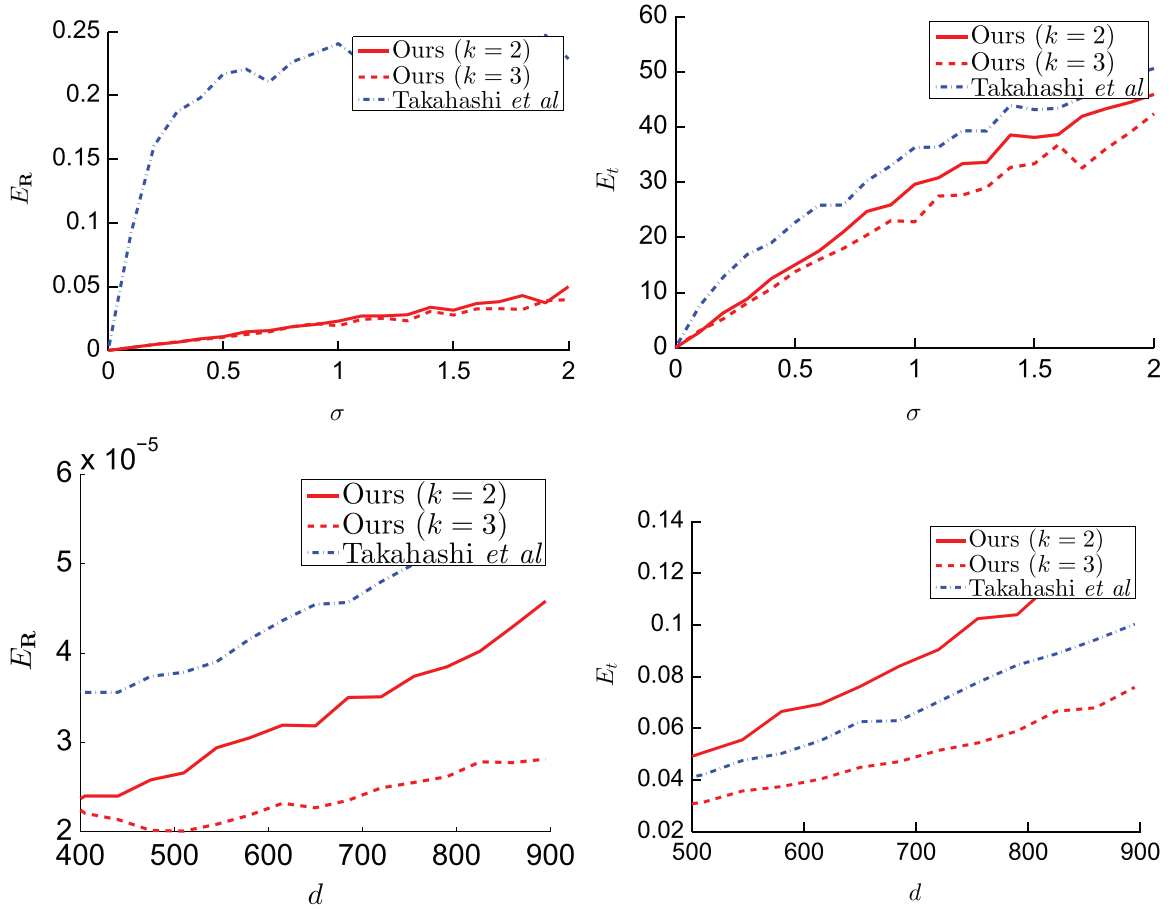 0.25
0.2
0.15
0.1
0.05
0
0
0.5
1
1.5
2
E_R
σ
Ours (k = 2)
Ours (k = 3)
Takahashi et al
60
50
40
30
20
10
0
0
0.5
1
1.5
2
E_t
σ
Ours (k = 2)
Ours (k = 3)
Takahashi et al
6 x 10^−5
5
4
3
2
400
500
600
700
800
900
E_R
d
Ours (k = 2)
Ours (k = 3)
Takahashi et al
0.14
0.12
0.1
0.08
0.06
0.04
0.02
500
600
700
800
900
E_t
d
Ours (k = 2)
Ours (k = 3)
Takahashi et al